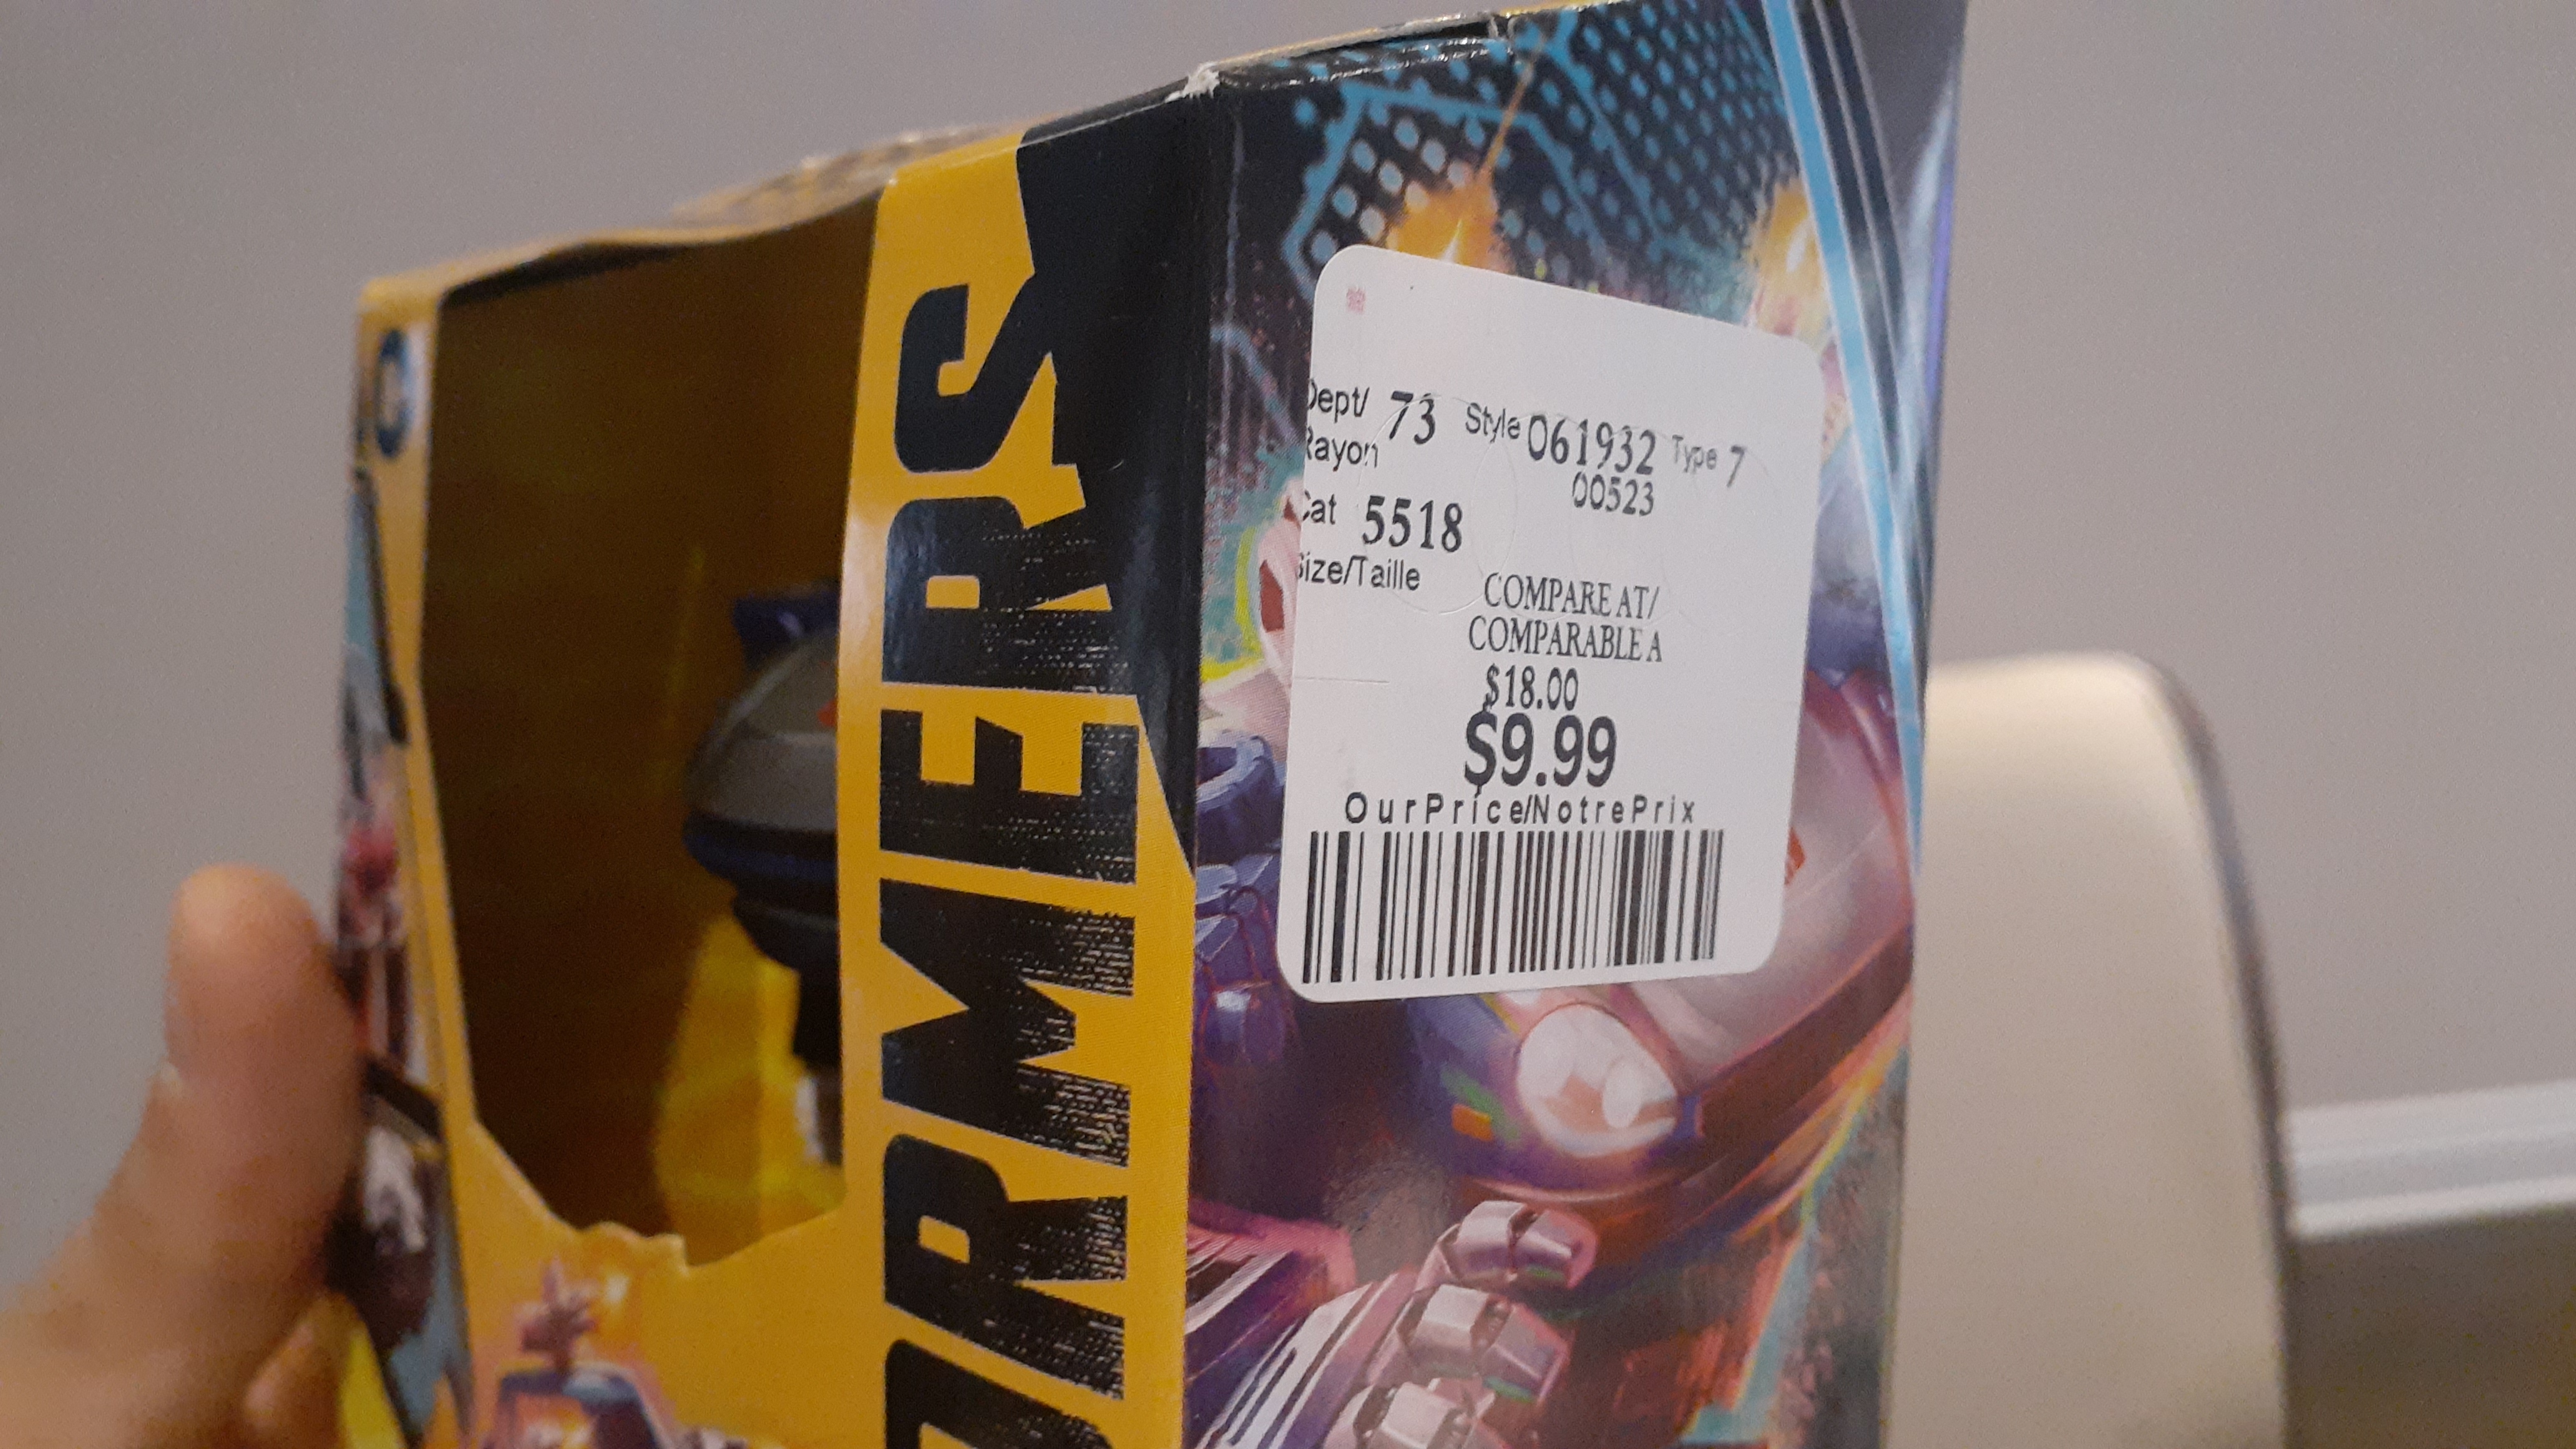 ORMERS
Dept/ 73 Style 061932 Type 7
Rayon 00523
Cat 5518
Size/Taille
COMPARE AT/
COMPARABLE A
$18.00
$9.99
OurPrice/NotrePrix